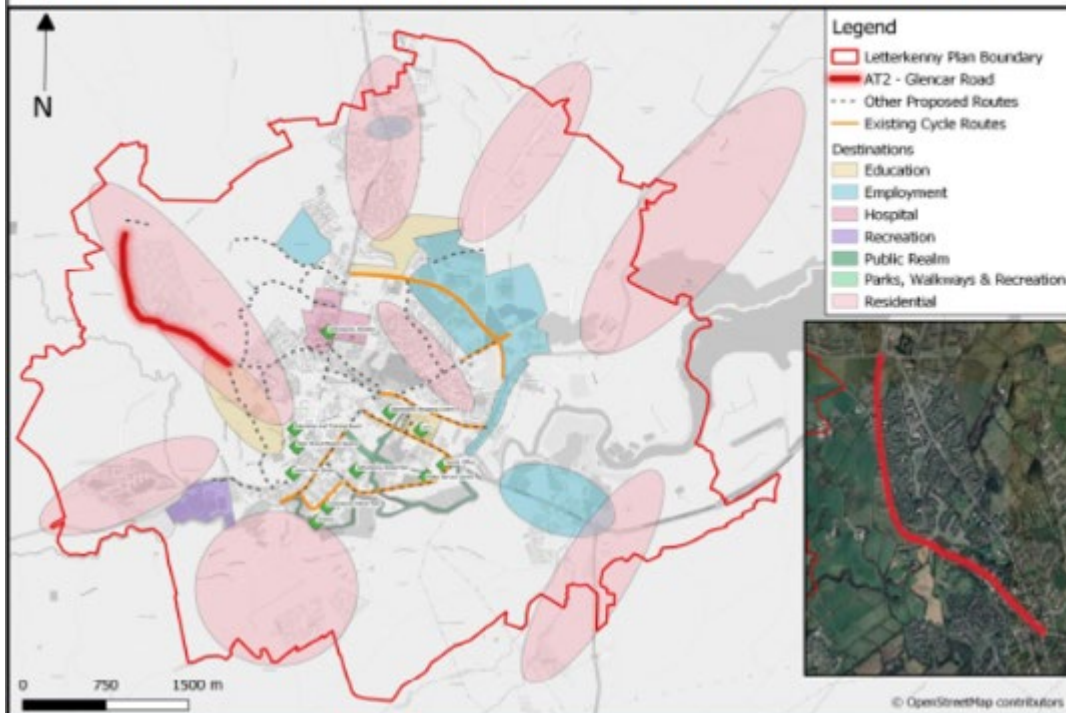 N
Legend
Letterkenny Plan Boundary
AT2 - Glencar Road
Other Proposed Routes
Existing Cycle Routes
Destinations
Education
Employment
Hospital
Recreation
Public Realm
Parks, Walkways & Recreation
Residential
0 750 1500 m
© OpenStreetMap contributors